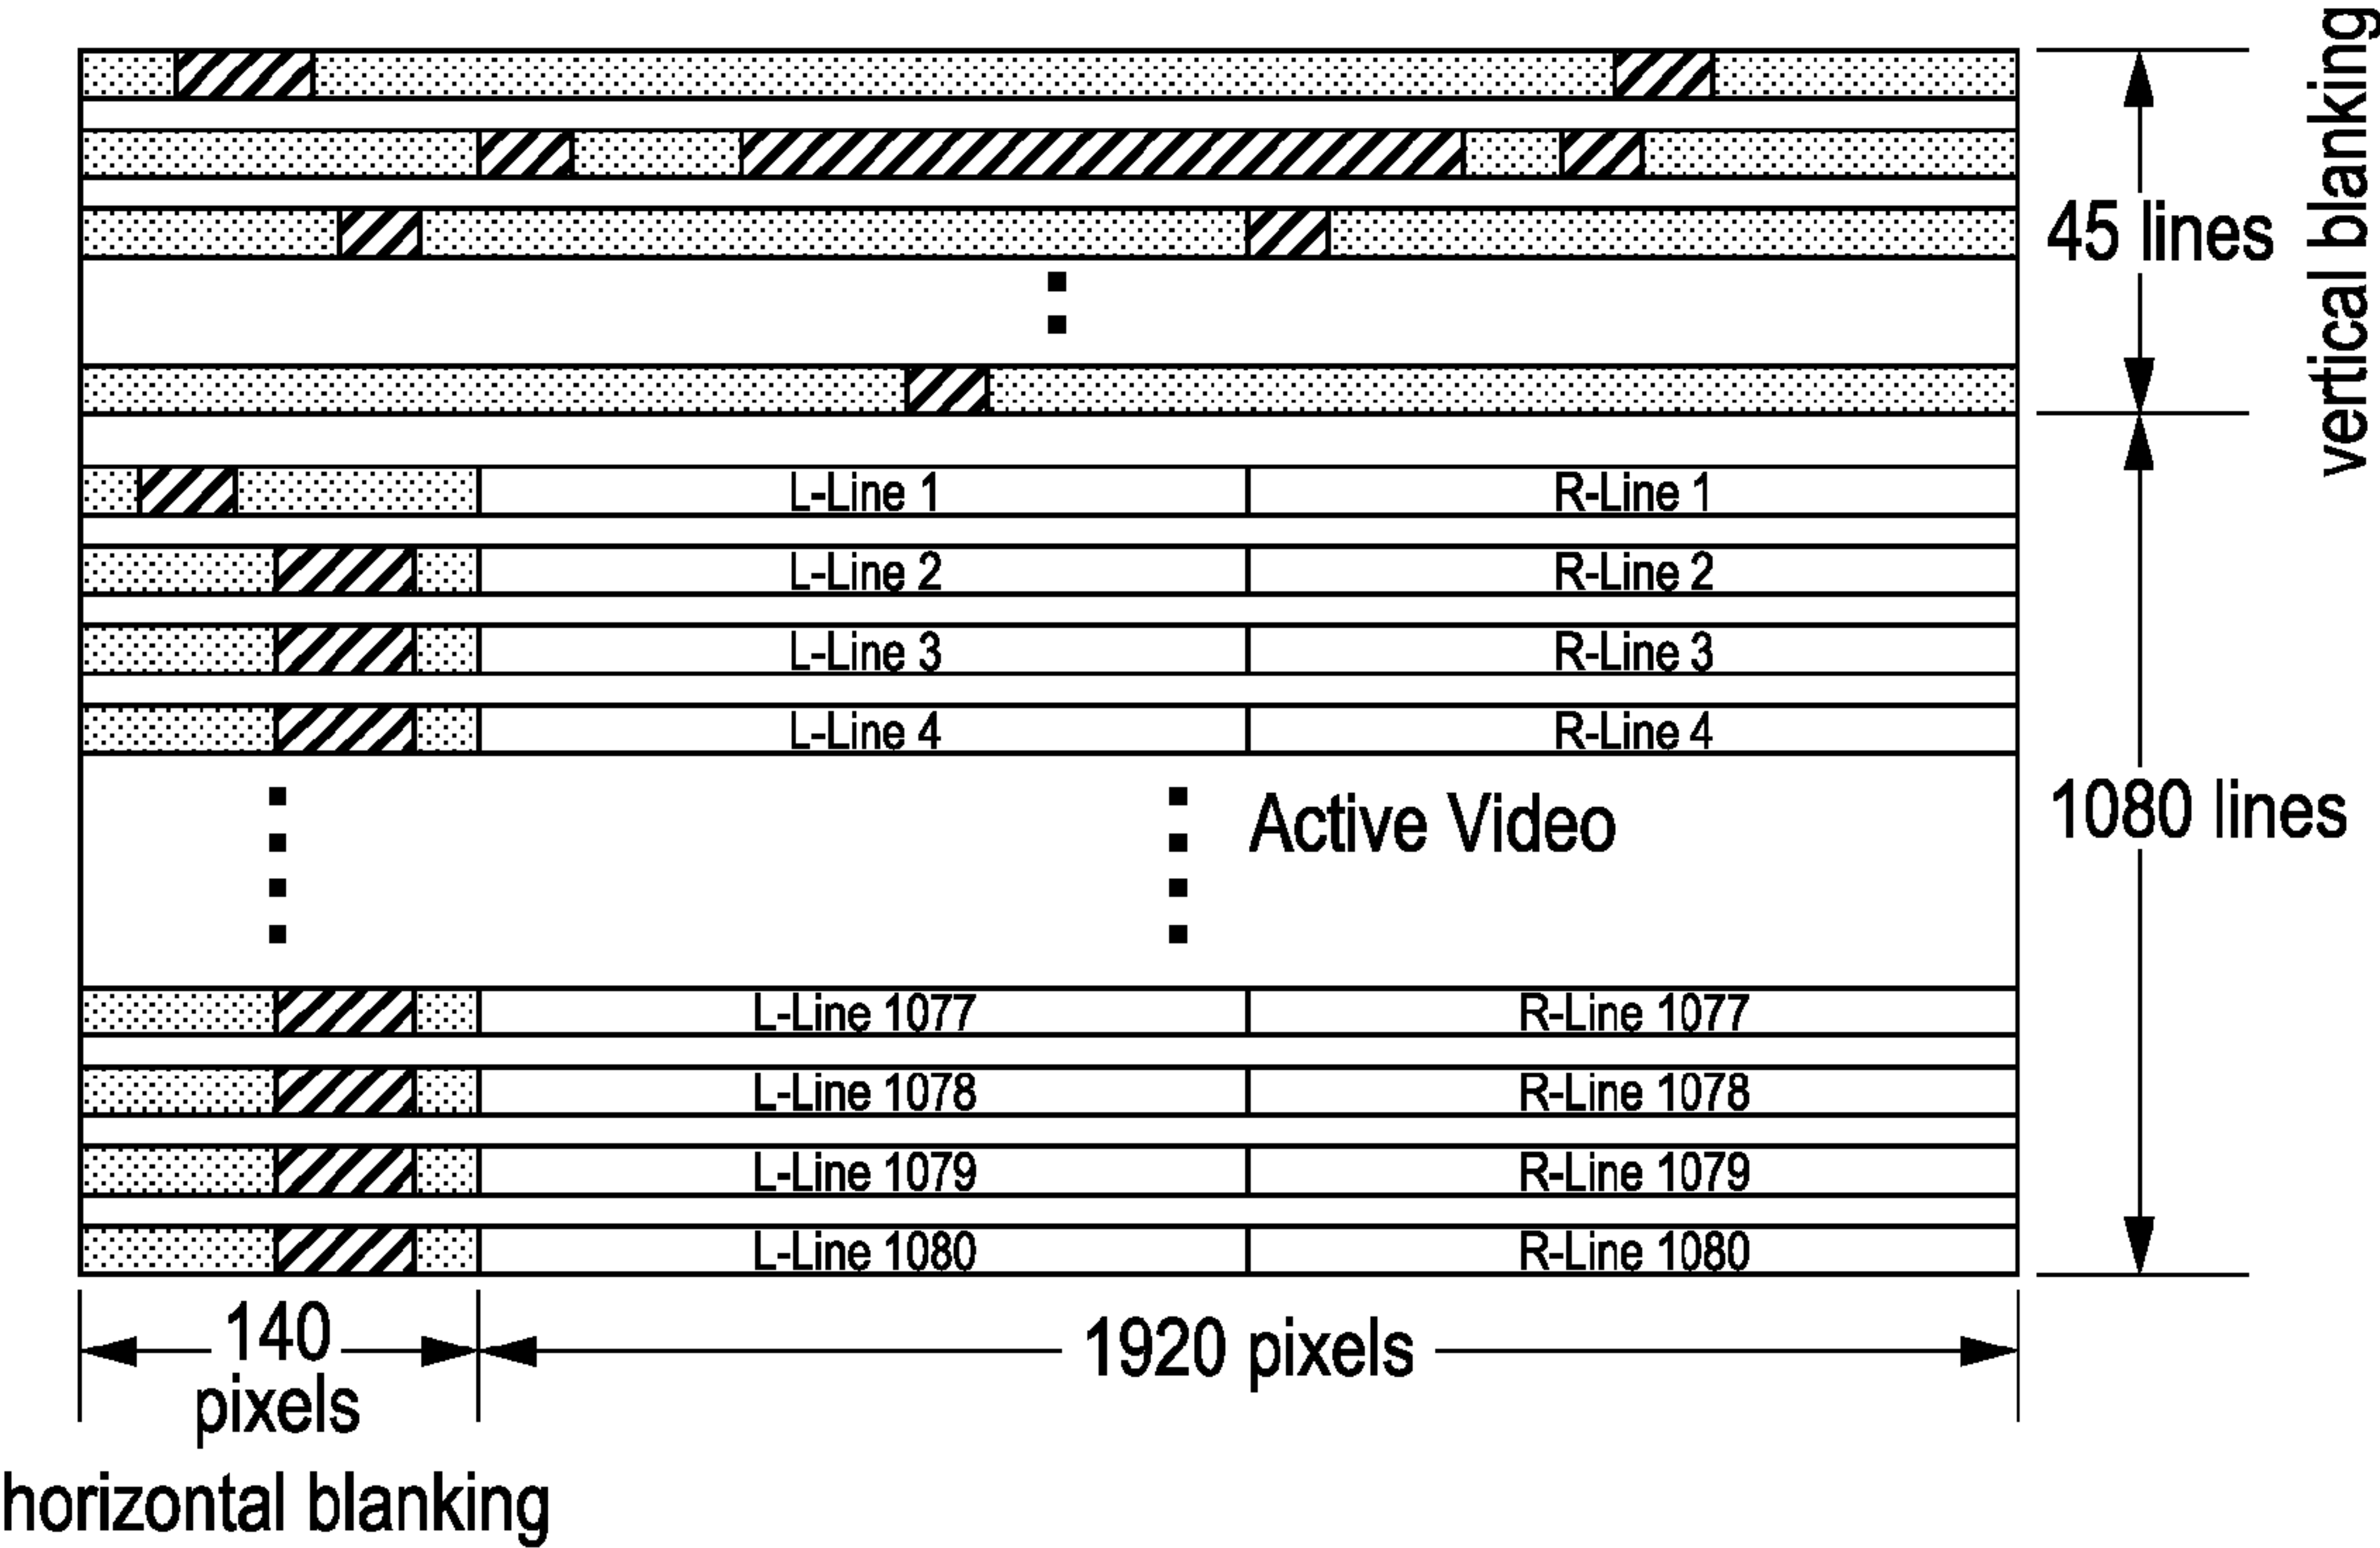 vertical blanking
45 lines
L-Line 1 R-Line 1
L-Line 2 R-Line 2
L-Line 3 R-Line 3
L-Line 4 R-Line 4
Active Video
1080 lines
L-Line 1077 R-Line 1077
L-Line 1078 R-Line 1078
L-Line 1079 R-Line 1079
L-Line 1080 R-Line 1080
140
pixels
1920 pixels
horizontal blanking